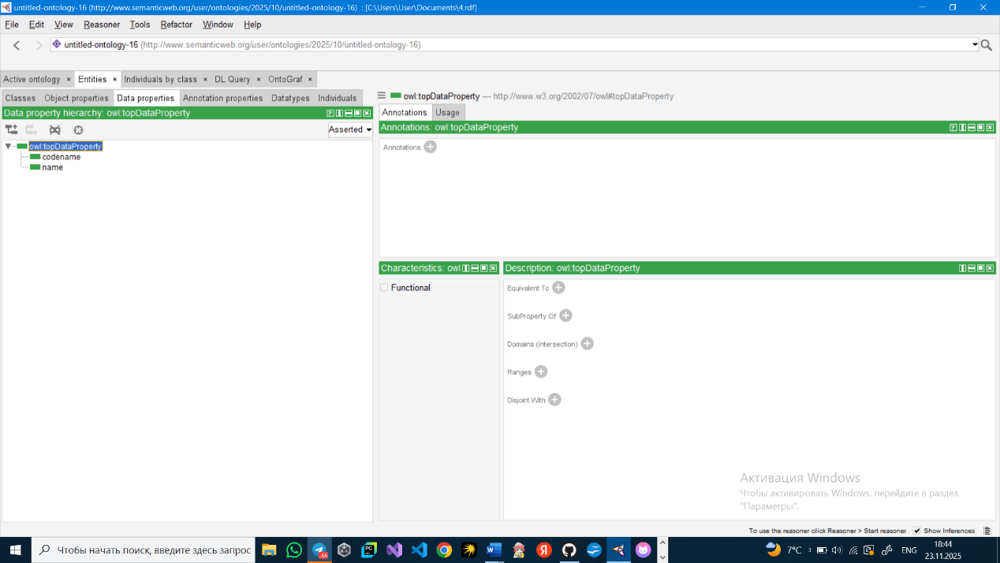 untitled-ontology-16 (http://www.semanticweb.org/user/ontologies/2025/10/untitled-ontology-16) : [C:\Users\User\Documents\4.rdf]
File Edit View Reasoner Tools Refactor Window Help
untitled-ontology-16 (http://www.semanticweb.org/user/ontologies/2025/10/untitled-ontology-16)
Active ontology × Entities × Individuals by class × DL Query × OntoGraf ×
Classes Object properties Data properties Annotation properties Datatypes Individuals
owl:topDataProperty — http://www.w3.org/2002/07/owl#topDataProperty
Data property hierarchy: owl:topDataProperty
Asserted
owl:topDataProperty
codename
name
Annotations Usage
Annotations: owl:topDataProperty
Annotations
Characteristics: owl
Functional
Description: owl:topDataProperty
Equivalent To
SubProperty Of
Domains (intersection)
Ranges
Disjoint With
Активация Windows
Чтобы активировать Windows, перейдите в раздел
"Параметры".
To use the reasoner click Reasoner > Start reasoner Show Inferences
Чтобы начать поиск, введите здесь запрос
PC
.66
W
Я
7°C
ENG
18:44
23.11.2025